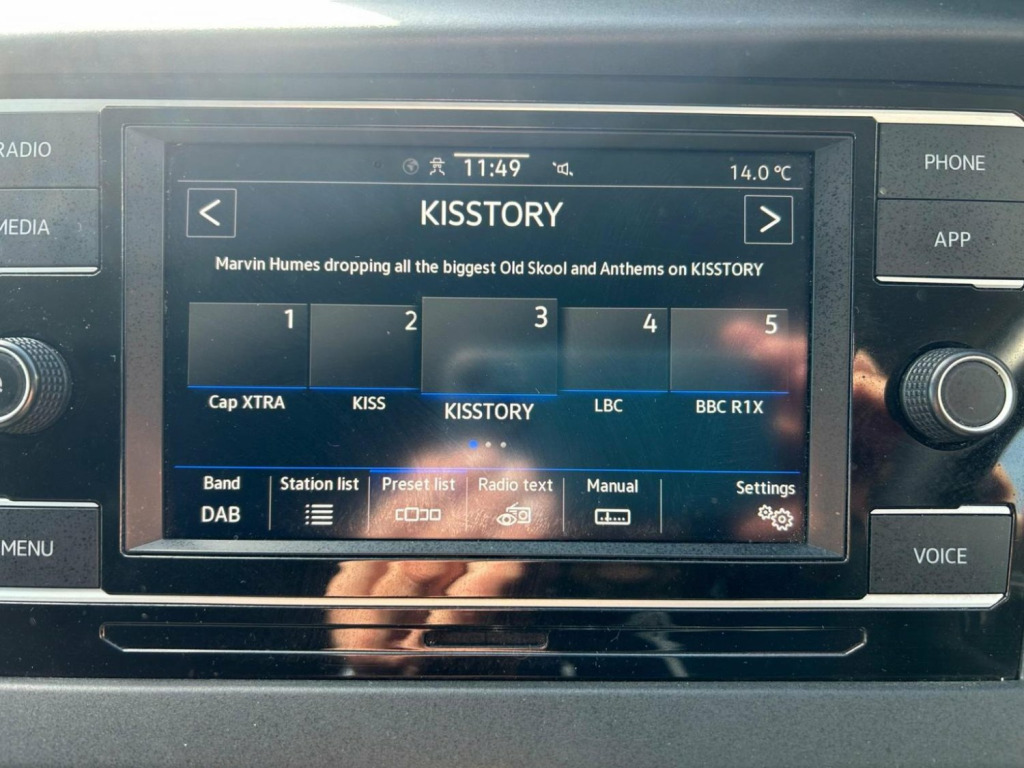 RADIO
MEDIA
MENU
11:49
14.0 °C
<
KISSTORY
>
Marvin Humes dropping all the biggest Old Skool and Anthems on KISSTORY
1 2 3 4 5
Cap XTRA KISS KISSTORY LBC BBC R1X
Band Station list Preset list Radio text Manual Settings
DAB
PHONE
APP
VOICE